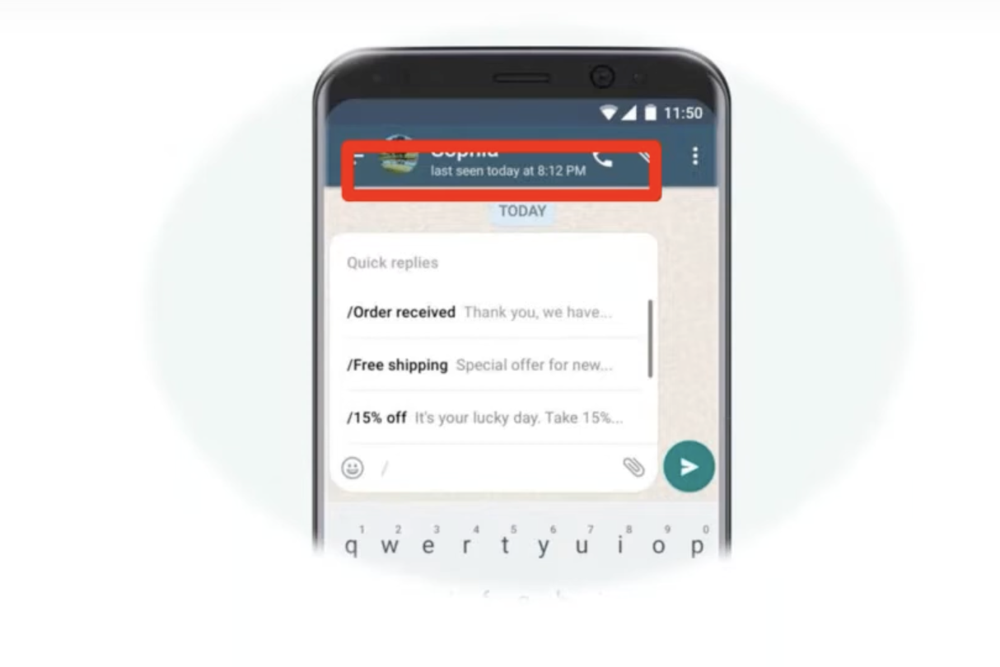 11:50
Sophia
last seen today at 8:12 PM
TODAY
Quick replies
/Order received Thank you, we have...
/Free shipping Special offer for new...
/15% off It's your lucky day. Take 15%...
/
1 2 3 4 5 6 7 8 9 0
q w e r t y u i o p